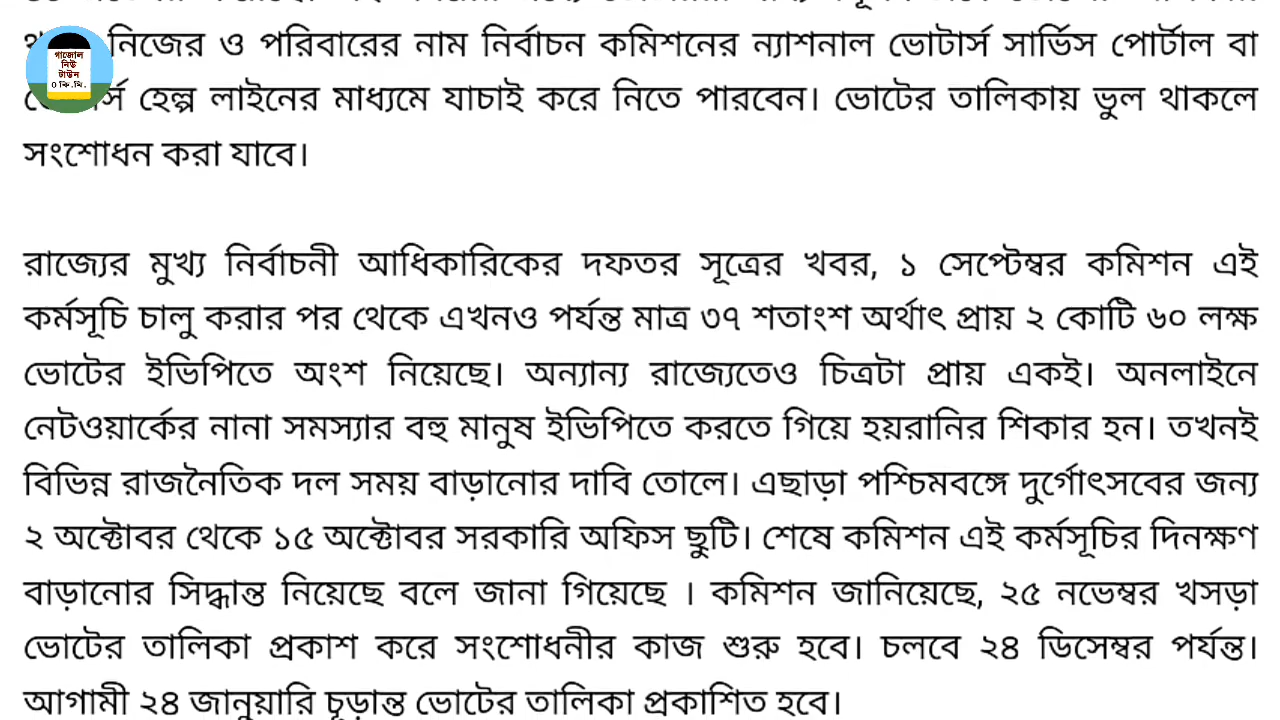 নিজের ও পরিবারের নাম নির্বাচন কমিশনের ন্যাশনাল ভোটার্স সার্ভিস পোর্টাল বা
হেল্প লাইনের মাধ্যমে যাচাই করে নিতে পারবেন। ভোটের তালিকায় ভুল থাকলে
সংশোধন করা যাবে।
রাজ্যের মুখ্য নির্বাচনী আধিকারিকের দফতর সূত্রের খবর, ১ সেপ্টেম্বর কমিশন এই
কর্মসূচি চালু করার পর থেকে এখনও পর্যন্ত মাত্র ৩৭ শতাংশ অর্থাৎ প্রায় ২ কোটি ৬০ লক্ষ
ভোটের ইভিপিতে অংশ নিয়েছে। অন্যান্য রাজ্যেতেও চিত্রটা প্রায় একই। অনলাইনে
নেটওয়ার্কের নানা সমস্যার বহু মানুষ ইভিপিতে করতে গিয়ে হয়রানির শিকার হন। তখনই
বিভিন্ন রাজনৈতিক দল সময় বাড়ানোর দাবি তোলে। এছাড়া পশ্চিমবঙ্গে দুর্গোৎসবের জন্য
২ অক্টোবর থেকে ১৫ অক্টোবর সরকারি অফিস ছুটি। শেষে কমিশন এই কর্মসূচির দিনক্ষণ
বাড়ানোর সিদ্ধান্ত নিয়েছে বলে জানা গিয়েছে । কমিশন জানিয়েছে, ২৫ নভেম্বর খসড়া
ভোটের তালিকা প্রকাশ করে সংশোধনীর কাজ শুরু হবে। চলবে ২৪ ডিসেম্বর পর্যন্ত।
আগামী ২৪ জানুয়ারি চূড়ান্ত ভোটের তালিকা প্রকাশিত হবে।
গাজোল
নিউ
টাউন
0 কি.মি.